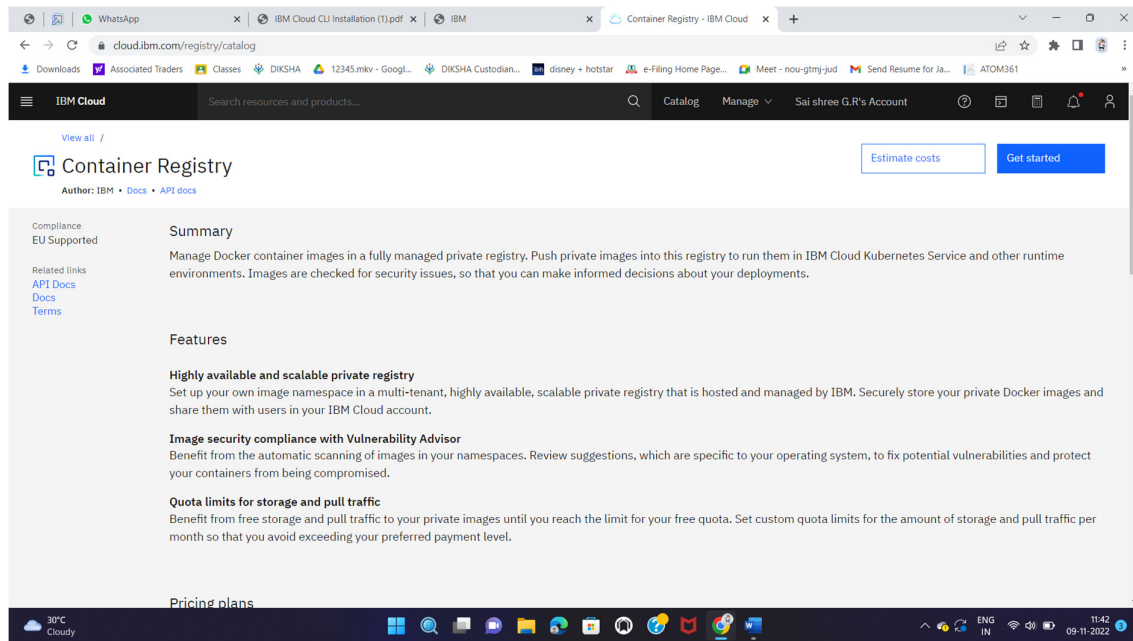 WhatsApp
IBM Cloud CLI Installation (1).pdf
IBM
Container Registry - IBM Cloud
cloud.ibm.com/registry/catalog
Downloads Associated Traders Classes DIKSHA 12345.mkv - Googl... DIKSHA Custodian... disney + hotstar e-Filing Home Page... Meet - nou-gtmj-jud Send Resume for Ja... ATOM361 »
IBM Cloud Search resources and products... Catalog Manage Sai shree G.R's Account
View all /
Container Registry
Estimate costs
Get started
Author: IBM • Docs • API docs
Compliance
EU Supported
Related links
API Docs
Docs
Terms
Summary
Manage Docker container images in a fully managed private registry. Push private images into this registry to run them in IBM Cloud Kubernetes Service and other runtime
environments. Images are checked for security issues, so that you can make informed decisions about your deployments.
Features
Highly available and scalable private registry
Set up your own image namespace in a multi-tenant, highly available, scalable private registry that is hosted and managed by IBM. Securely store your private Docker images and
share them with users in your IBM Cloud account.
Image security compliance with Vulnerability Advisor
Benefit from the automatic scanning of images in your namespaces. Review suggestions, which are specific to your operating system, to fix potential vulnerabilities and protect
your containers from being compromised.
Quota limits for storage and pull traffic
Benefit from free storage and pull traffic to your private images until you reach the limit for your free quota. Set custom quota limits for the amount of storage and pull traffic per
month so that you avoid exceeding your preferred payment level.
Pricing plans
30°C
Cloudy
ENG
IN
11:42
09-11-2022
3